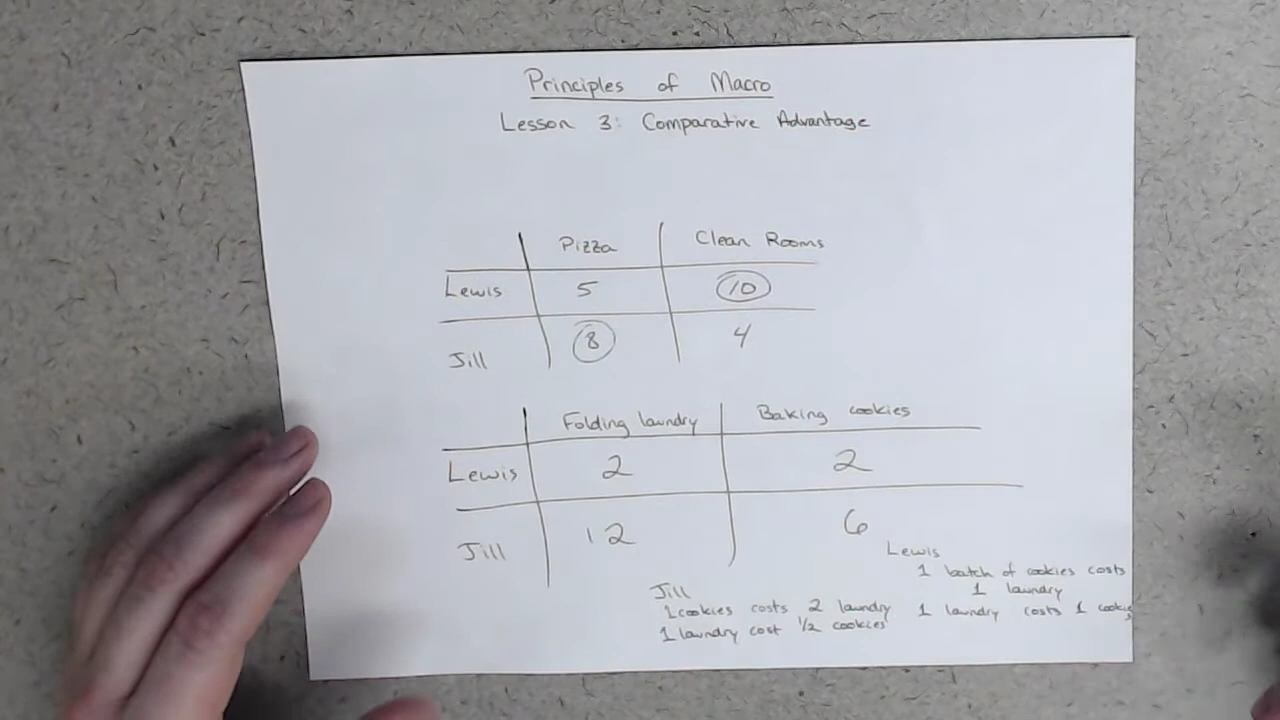 Principles of Macro
Lesson 3: Comparative Advantage
Pizza Clean Rooms
Lewis 5 10
Jill 8 4
Folding laundry Baking cookies
Lewis 2 2
Jill 12 6
Lewis
1 batch of cookies costs
1 laundry
1 laundry costs 1 cookies
Jill
1 cookies costs 2 laundry
1 laundry cost 1/2 cookies